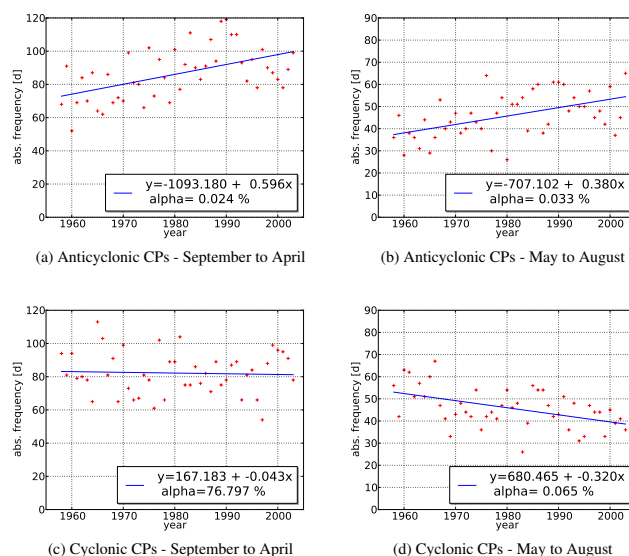 120
100
80
60
40
20
0
abs. frequency [d]
1960 1970 1980 1990 2000
year
y=-1093.180 + 0.596x
alpha= 0.024 %
(a) Anticyclonic CPs - September to April
90
80
70
60
50
40
30
20
10
0
abs. frequency [d]
1960 1970 1980 1990 2000
year
y=-707.102 + 0.380x
alpha= 0.033 %
(b) Anticyclonic CPs - May to August
120
100
80
60
40
20
0
abs. frequency [d]
1960 1970 1980 1990 2000
year
y=167.183 + -0.043x
alpha=76.797 %
(c) Cyclonic CPs - September to April
90
80
70
60
50
40
30
20
10
0
abs. frequency [d]
1960 1970 1980 1990 2000
year
y=680.465 + -0.320x
alpha= 0.065 %
(d) Cyclonic CPs - May to August